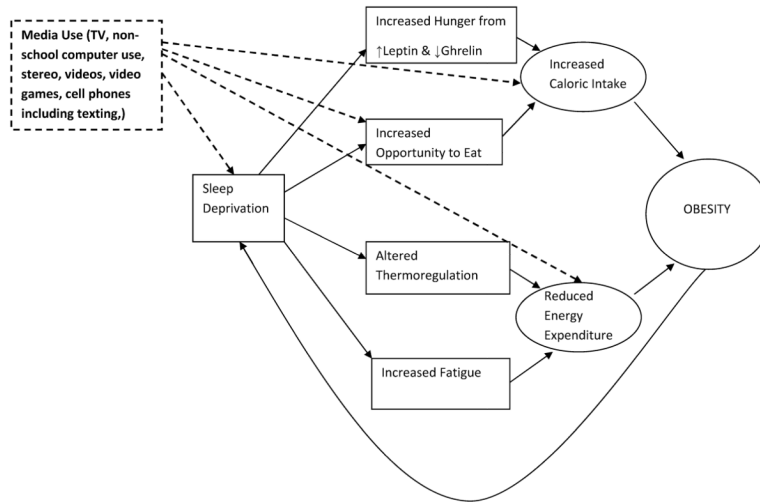 Media Use (TV, non-
school computer use,
stereo, videos, video
games, cell phones
including texting,)
Increased Hunger from
↑Leptin & ↓Ghrelin
Increased
Caloric Intake
Increased
Opportunity to Eat
Sleep
Deprivation
OBESITY
Altered
Thermoregulation
Reduced
Energy
Expenditure
Increased Fatigue